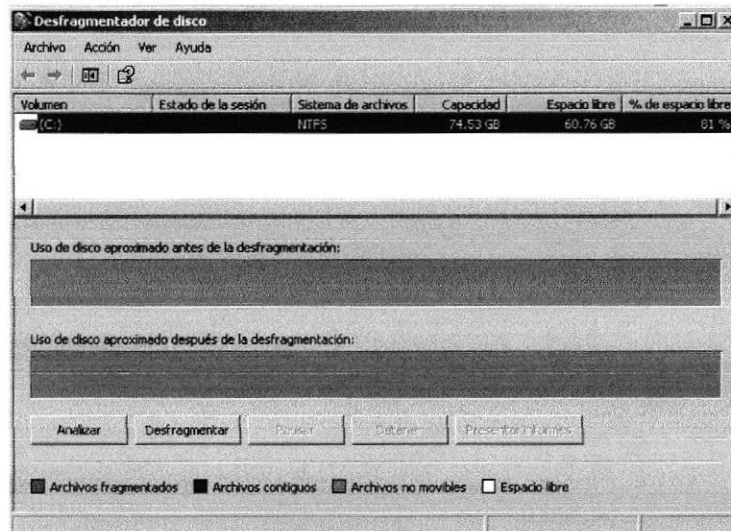 Desfragmentador de disco
Archivo Acción Ver Ayuda
Volumen Estado de la sesión Sistema de archivos Capacidad Espacio libre % de espacio libre
(C:) NTFS 74.53 GB 60.76 GB 81 %
Uso de disco aproximado antes de la desfragmentación:
Uso de disco aproximado después de la desfragmentación:
Analizar Desfragmentar Pausar Detener Presentar informes
Archivos fragmentados Archivos contiguos Archivos no movibles Espacio libre